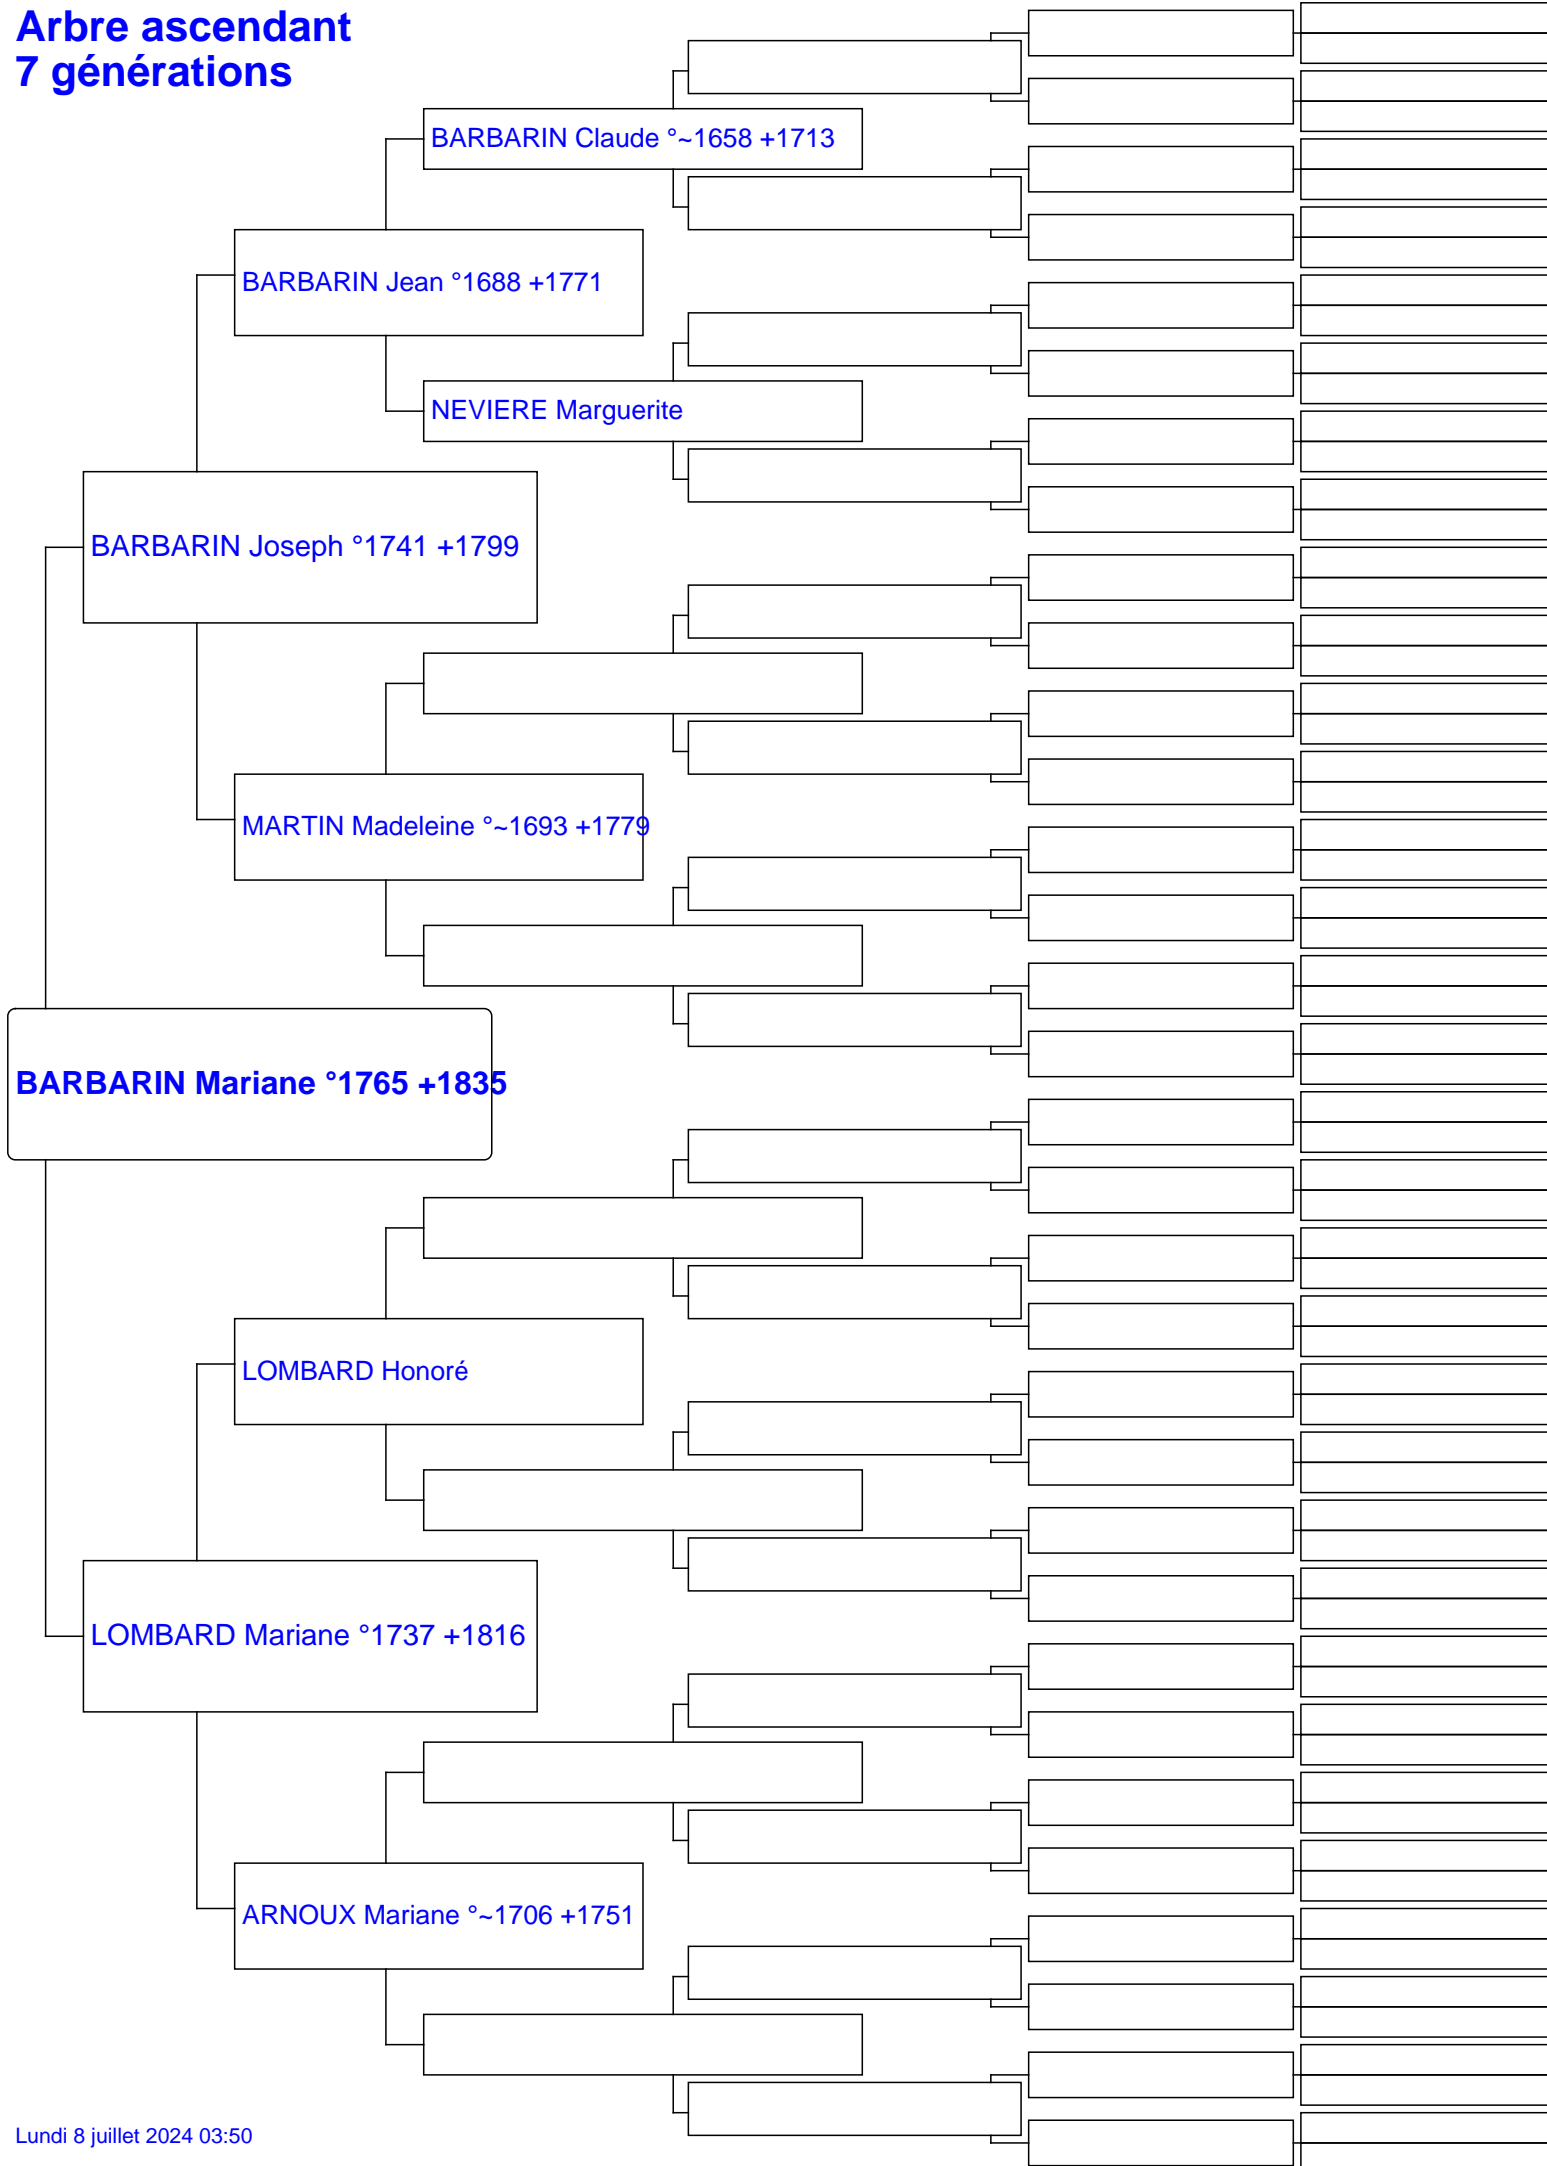 Arbre ascendant
7 générations
BARBARIN Claude °~1658 +1713
BARBARIN Jean °1688 +1771
NEVIERE Marguerite
BARBARIN Joseph °1741 +1799
MARTIN Madeleine °~1693 +1779
BARBARIN Mariane °1765 +1835
LOMBARD Honoré
LOMBARD Mariane °1737 +1816
ARNOUX Mariane °~1706 +1751
Lundi 8 juillet 2024 03:50